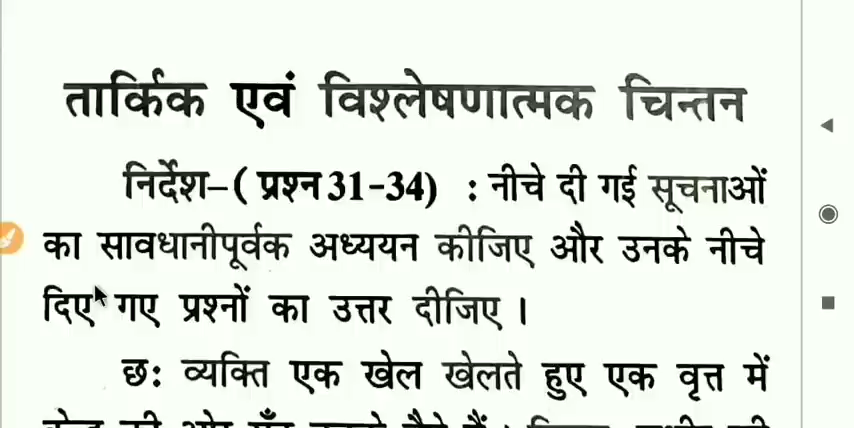 तार्किक एवं विश्लेषणात्मक चिन्तन
निर्देश–( प्रश्न 31-34) : नीचे दी गई सूचनाओं
का सावधानीपूर्वक अध्ययन कीजिए और उनके नीचे
दिए गए प्रश्नों का उत्तर दीजिए ।
छः व्यक्ति एक खेल खेलते हुए एक वृत्त में